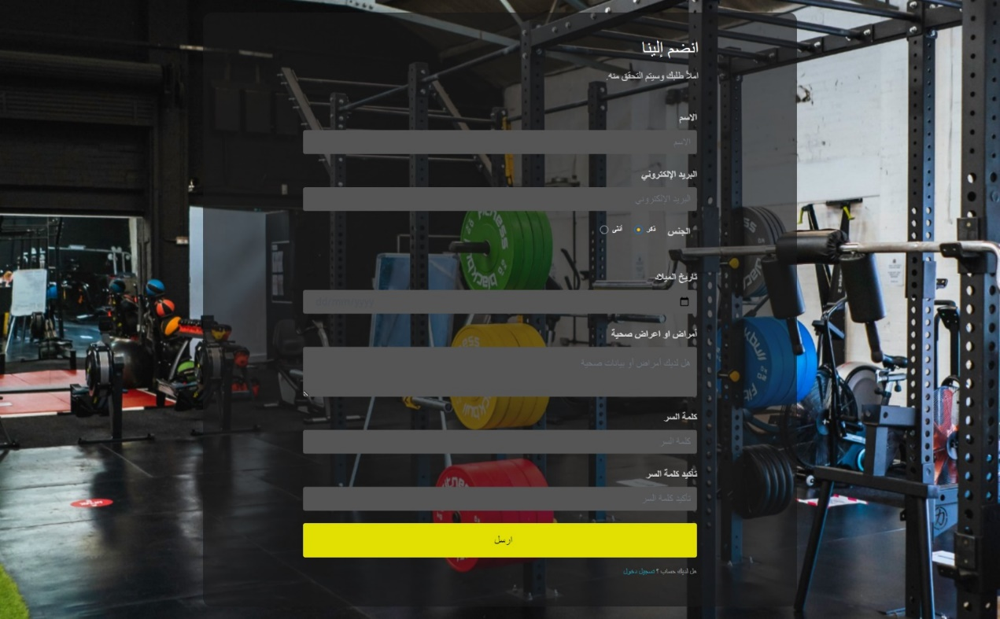 انضم إلينا
املأ طلبك وسيتم التحقق منه.
الاسم
الاسم
البريد الإلكتروني
البريد الإلكتروني
الجنس ذكر أنثى
تاريخ الميلاد
dd/mm/yyyy
أمراض او اعراض صحية
هل لديك أمراض أو بيانات صحية
كلمة السر
كلمة السر
تأكيد كلمة السر
تأكيد كلمة السر
ارسل
هل لديك حساب ؟ تسجيل دخول